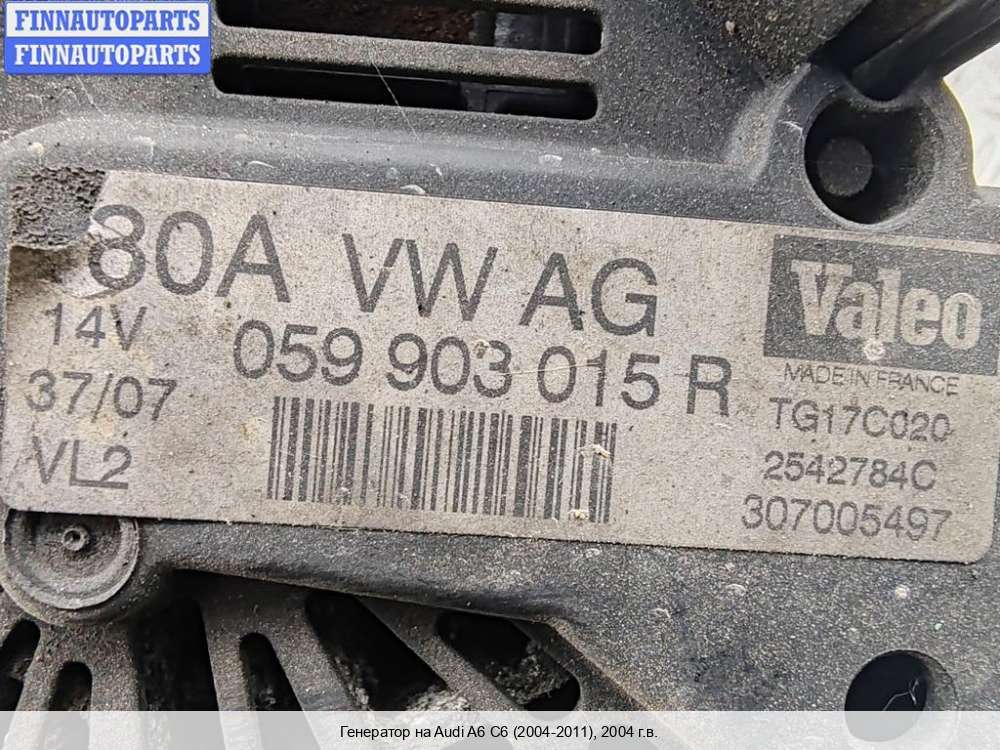 FINNAUTOPARTS
FINNAUTOPARTS
80A VW AG
14V 059 903 015 R
37/07
VL2
Valeo
MADE IN FRANCE
TG17C020
2542784C
307005497
Генератор на Audi A6 C6 (2004-2011), 2004 г.в.